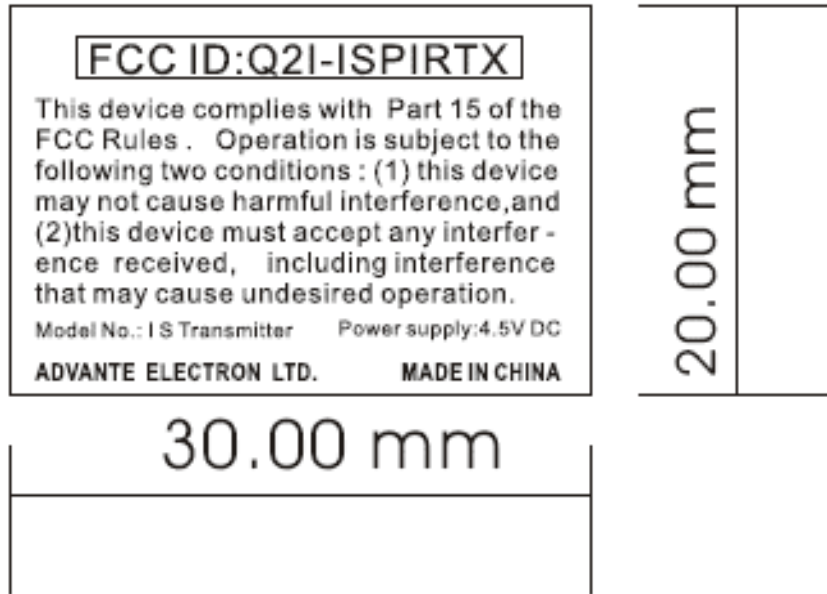 FCC ID:Q2I-ISPIRTX
This device complies with Part 15 of the
FCC Rules . Operation is subject to the
following two conditions : (1) this device
may not cause harmful interference,and
(2)this device must accept any interfer -
ence received, including interference
that may cause undesired operation.
Model No.: I S Transmitter Power supply:4.5V DC
ADVANTE ELECTRON LTD. MADE IN CHINA
20.00 mm
30.00 mm